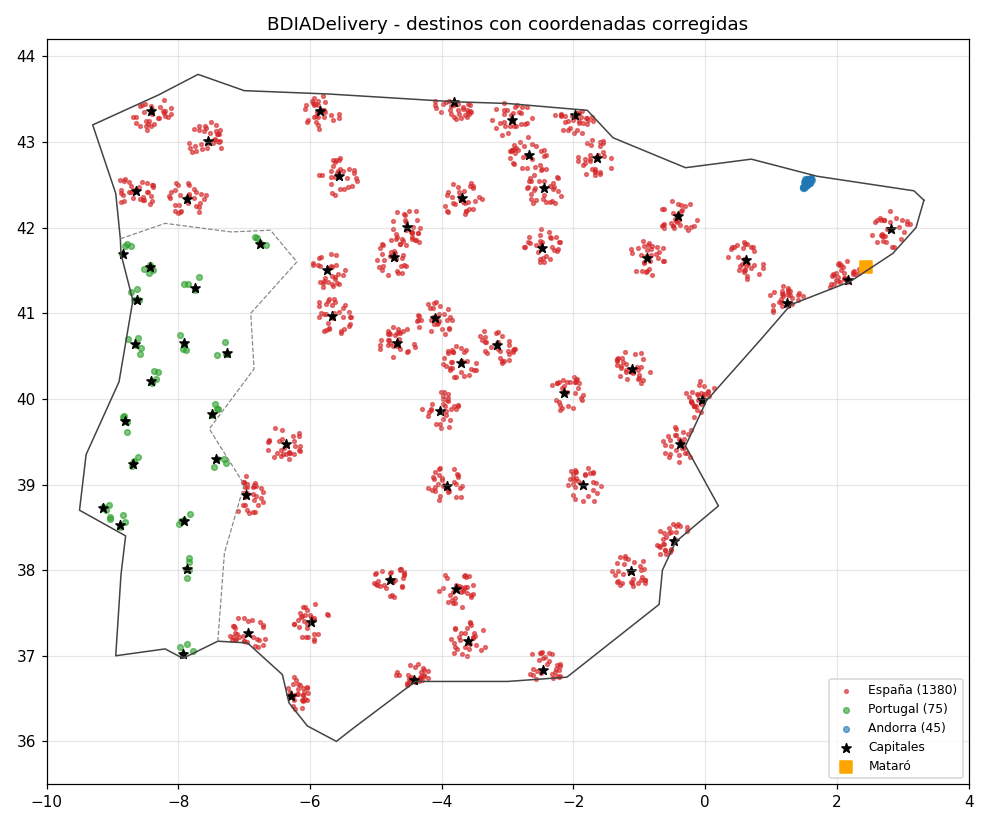 BDIADelivery - destinos con coordenadas corregidas
44
43
42
41
40
39
38
37
36
−10
−8
−6
−4
−2
0
2
4
España (1380)
Portugal (75)
Andorra (45)
Capitales
Mataró